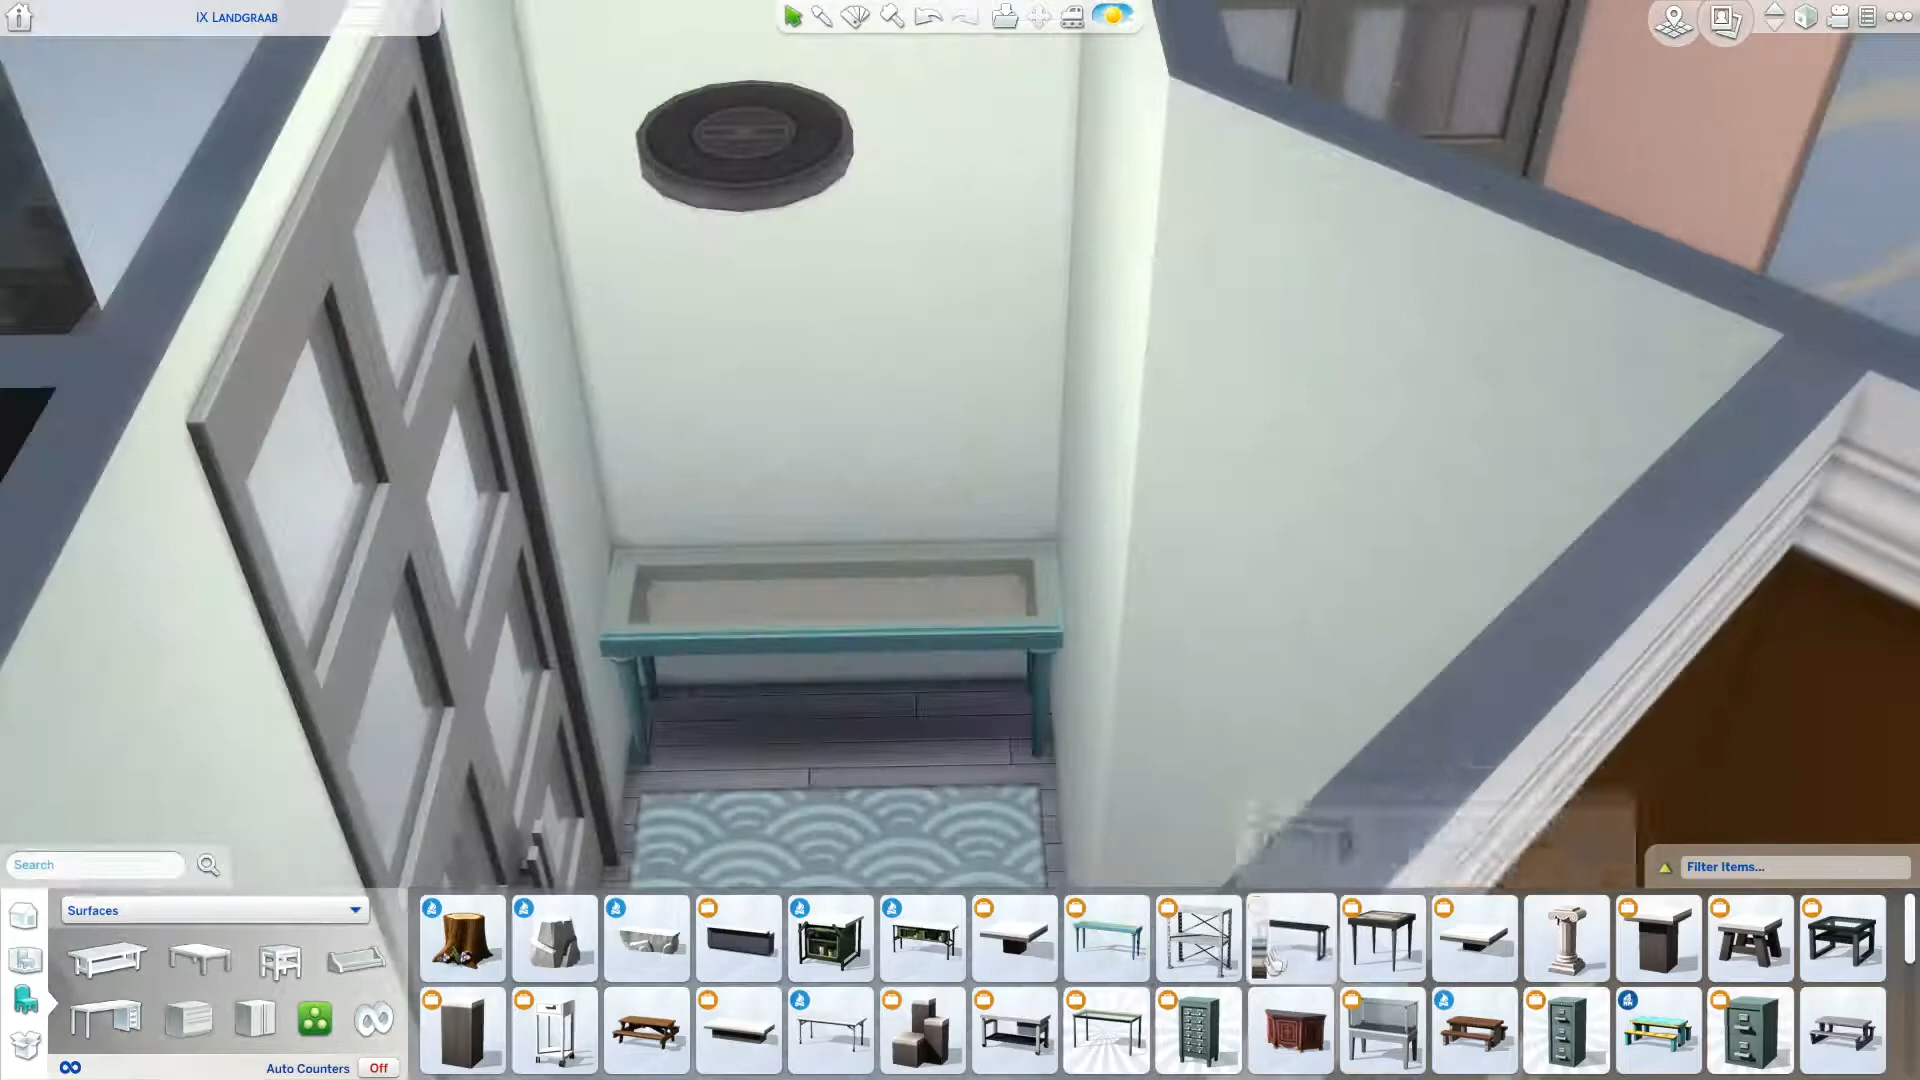 IX LANDGRAAB
Search
Filter Items...
Surfaces
Auto Counters Off